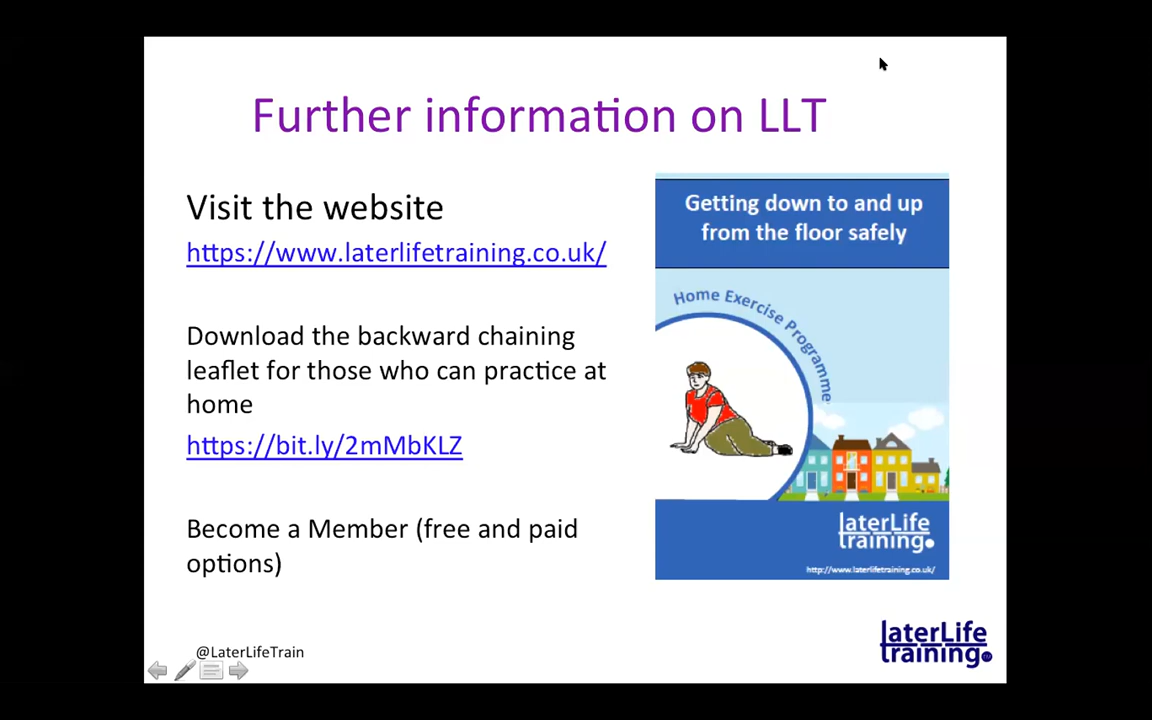 Further information on LLT
Visit the website
https://www.laterlifetraining.co.uk/
Download the backward chaining
leaflet for those who can practice at
home
https://bit.ly/2mMbKLZ
Become a Member (free and paid
options)
@LaterLifeTrain
Getting down to and up
from the floor safely
Home Exercise Programme
laterLife
training
http://www.laterlifetraining.co.uk/
laterLife
training